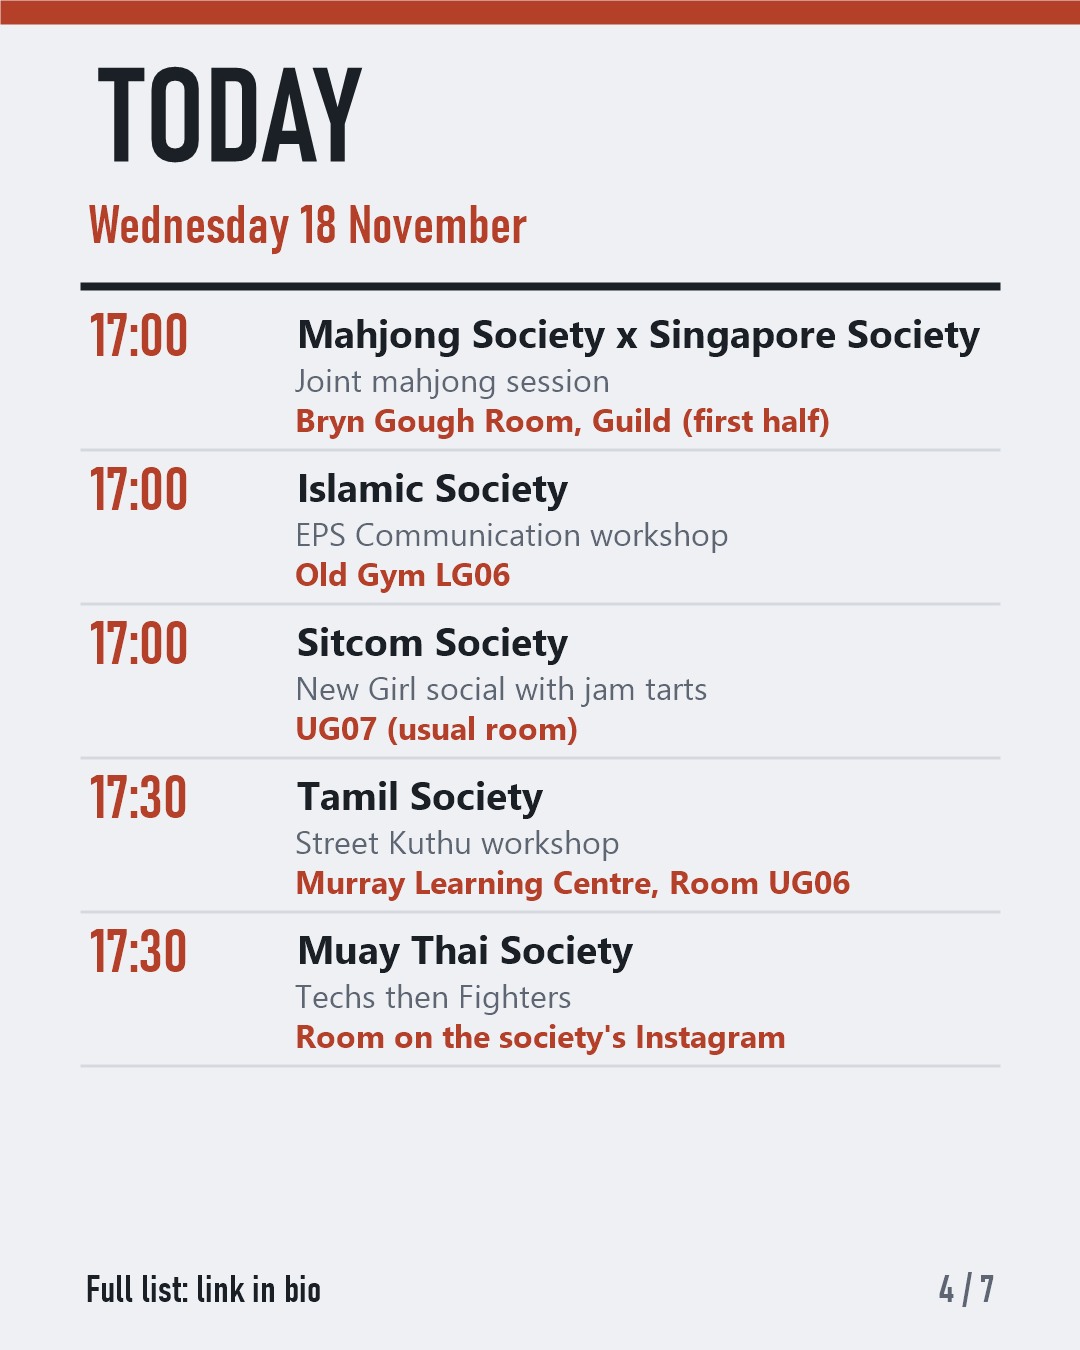 TODAY
Wednesday 18 November
17:00
Mahjong Society x Singapore Society
Joint mahjong session
Bryn Gough Room, Guild (first half)
17:00
Islamic Society
EPS Communication workshop
Old Gym LG06
17:00
Sitcom Society
New Girl social with jam tarts
UG07 (usual room)
17:30
Tamil Society
Street Kuthu workshop
Murray Learning Centre, Room UG06
17:30
Muay Thai Society
Techs then Fighters
Room on the society's Instagram
Full list: link in bio
4 / 7